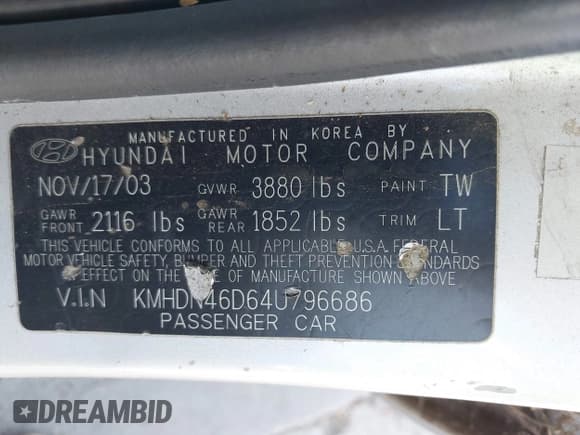 MANUFACTURED IN KOREA BY
HYUNDAI MOTOR COMPANY
NOV/17/03 GVWR 3880 lbs PAINT TW
GAWR FRONT 2116 lbs GAWR REAR 1852 lbs TRIM LT
THIS VEHICLE CONFORMS TO ALL APPLICABLE U.S.A. FEDERAL
MOTOR VEHICLE SAFETY, BUMPER AND THEFT PREVENTION STANDARDS
IN EFFECT ON THE DATE OF MANUFACTURE SHOWN ABOVE
V.I.N KMHDN46D64U796686
PASSENGER CAR
DREAMBID